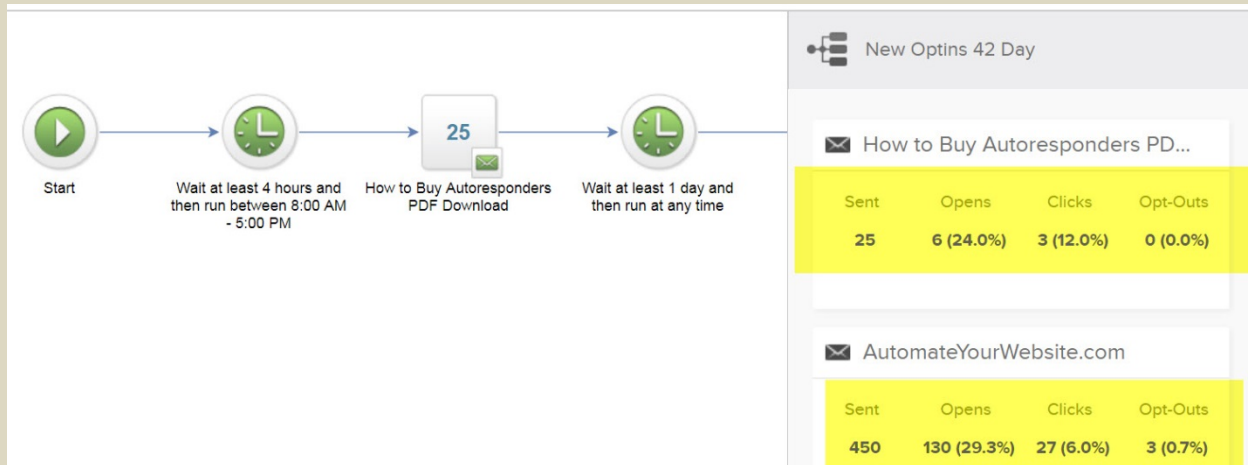 New Optins 42 Day
25
Start
Wait at least 4 hours and
then run between 8:00 AM
- 5:00 PM
How to Buy Autoresponders
PDF Download
Wait at least 1 day and
then run at any time
How to Buy Autoresponders PD...
Sent Opens Clicks Opt-Outs
25 6 (24.0%) 3 (12.0%) 0 (0.0%)
AutomateYourWebsite.com
Sent Opens Clicks Opt-Outs
450 130 (29.3%) 27 (6.0%) 3 (0.7%)